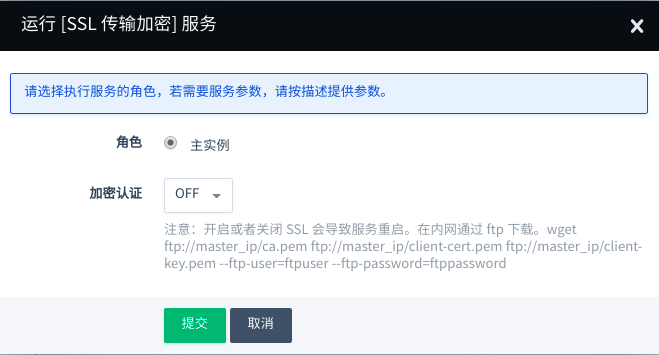 运行 [SSL 传输加密] 服务
请选择执行服务的角色，若需要服务参数，请按描述提供参数。
角色 主实例
加密认证 OFF
注意：开启或者关闭 SSL 会导致服务重启。在内网通过 ftp 下载。wget
ftp://master_ip/ca.pem ftp://master_ip/client-cert.pem ftp://master_ip/client-
key.pem --ftp-user=ftpuser --ftp-password=ftppassword
提交 取消